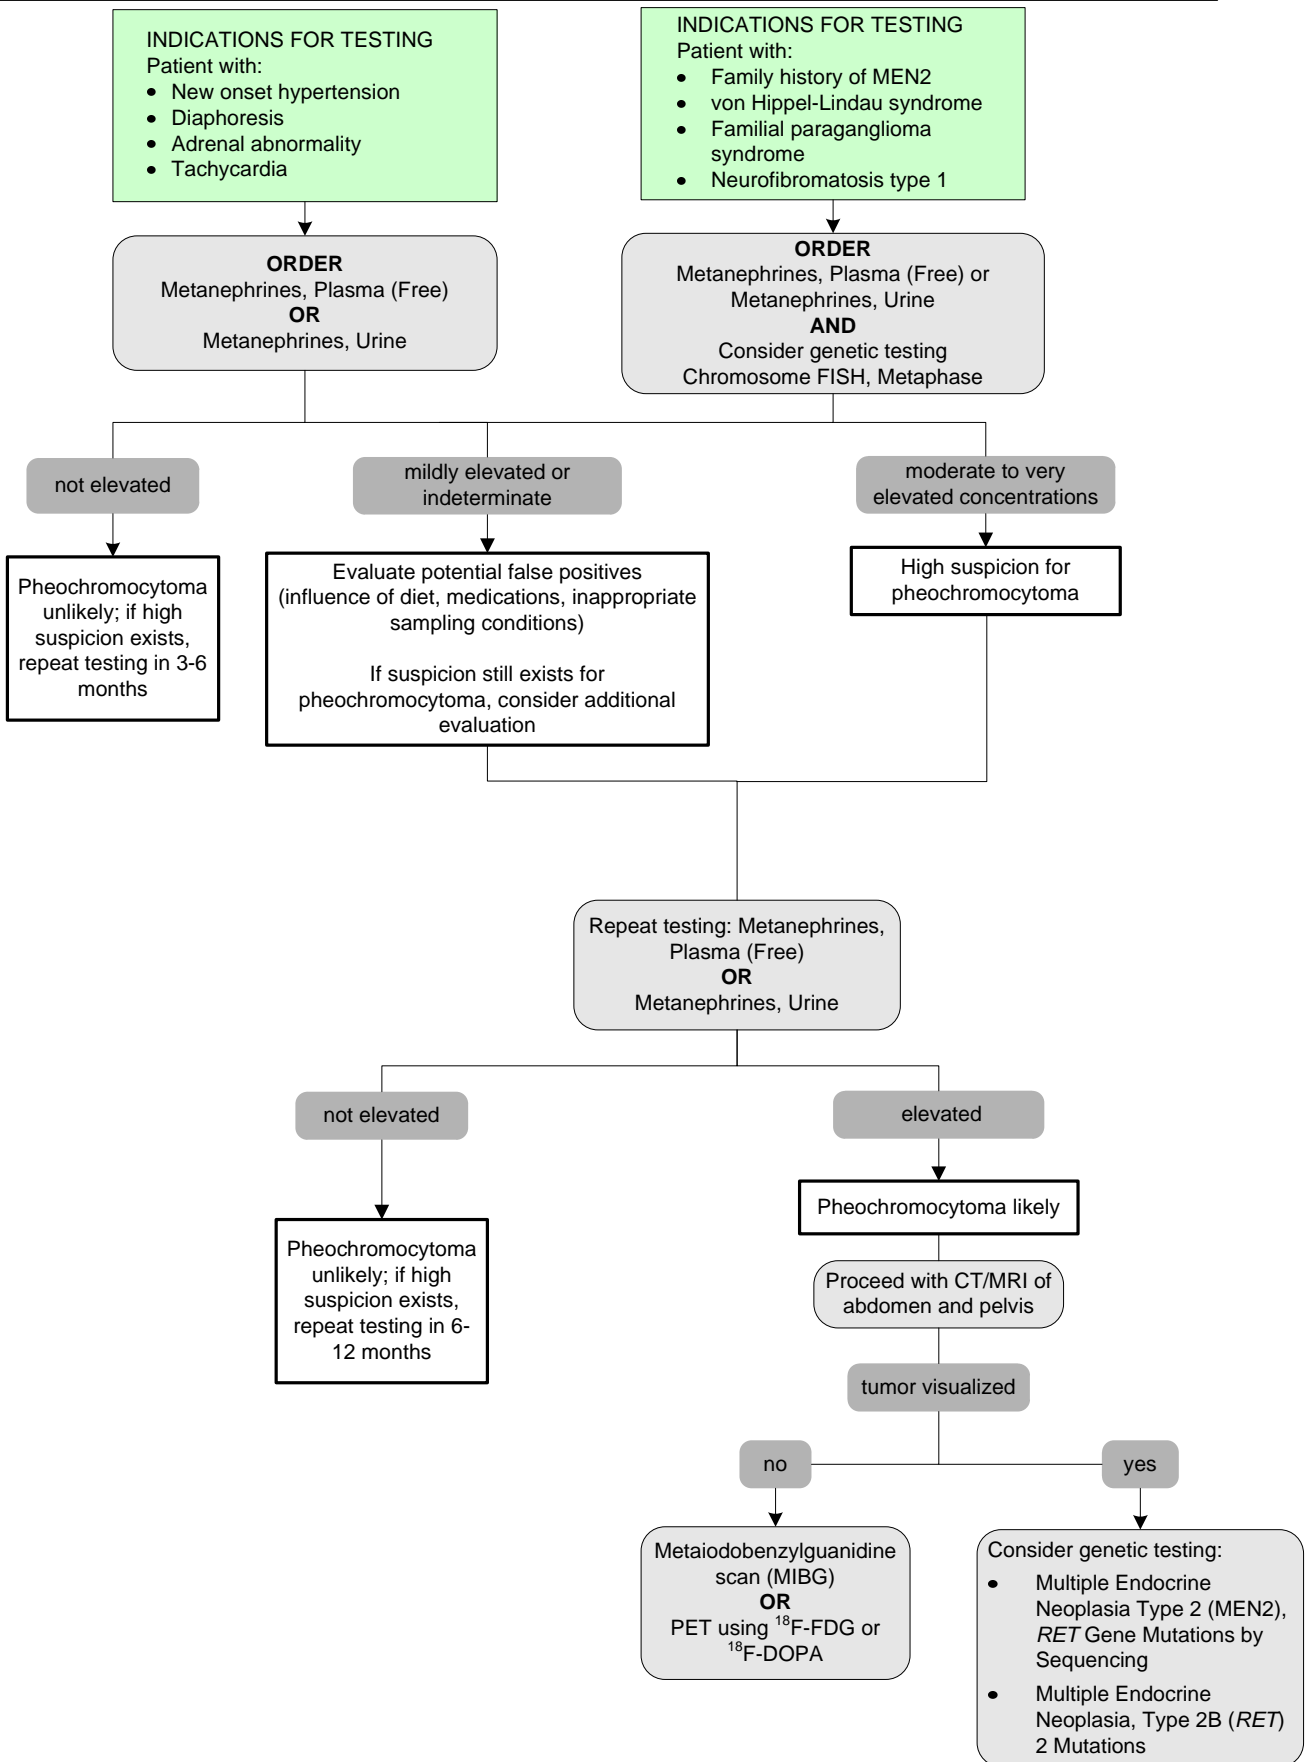 INDICATIONS FOR TESTING
Patient with:
• New onset hypertension
• Diaphoresis
• Adrenal abnormality
• Tachycardia
INDICATIONS FOR TESTING
Patient with:
• Family history of MEN2
• von Hippel-Lindau syndrome
• Familial paraganglioma
syndrome
• Neurofibromatosis type 1
ORDER
Metanephrines, Plasma (Free)
OR
Metanephrines, Urine
ORDER
Metanephrines, Plasma (Free) or
Metanephrines, Urine
AND
Consider genetic testing
Chromosome FISH, Metaphase
not elevated
mildly elevated or
indeterminate
moderate to very
elevated concentrations
Pheochromocytoma
unlikely; if high
suspicion exists,
repeat testing in 3-6
months
Evaluate potential false positives
(influence of diet, medications, inappropriate
sampling conditions)
If suspicion still exists for
pheochromocytoma, consider additional
evaluation
High suspicion for
pheochromocytoma
Repeat testing: Metanephrines,
Plasma (Free)
OR
Metanephrines, Urine
not elevated
elevated
Pheochromocytoma
unlikely; if high
suspicion exists,
repeat testing in 6-
12 months
Pheochromocytoma likely
Proceed with CT/MRI of
abdomen and pelvis
tumor visualized
no
yes
Metaiodobenzylguanidine
scan (MIBG)
OR
PET using ¹⁸F-FDG or
¹⁸F-DOPA
Consider genetic testing:
• Multiple Endocrine
Neoplasia Type 2 (MEN2),
RET Gene Mutations by
Sequencing
• Multiple Endocrine
Neoplasia, Type 2B (RET)
2 Mutations